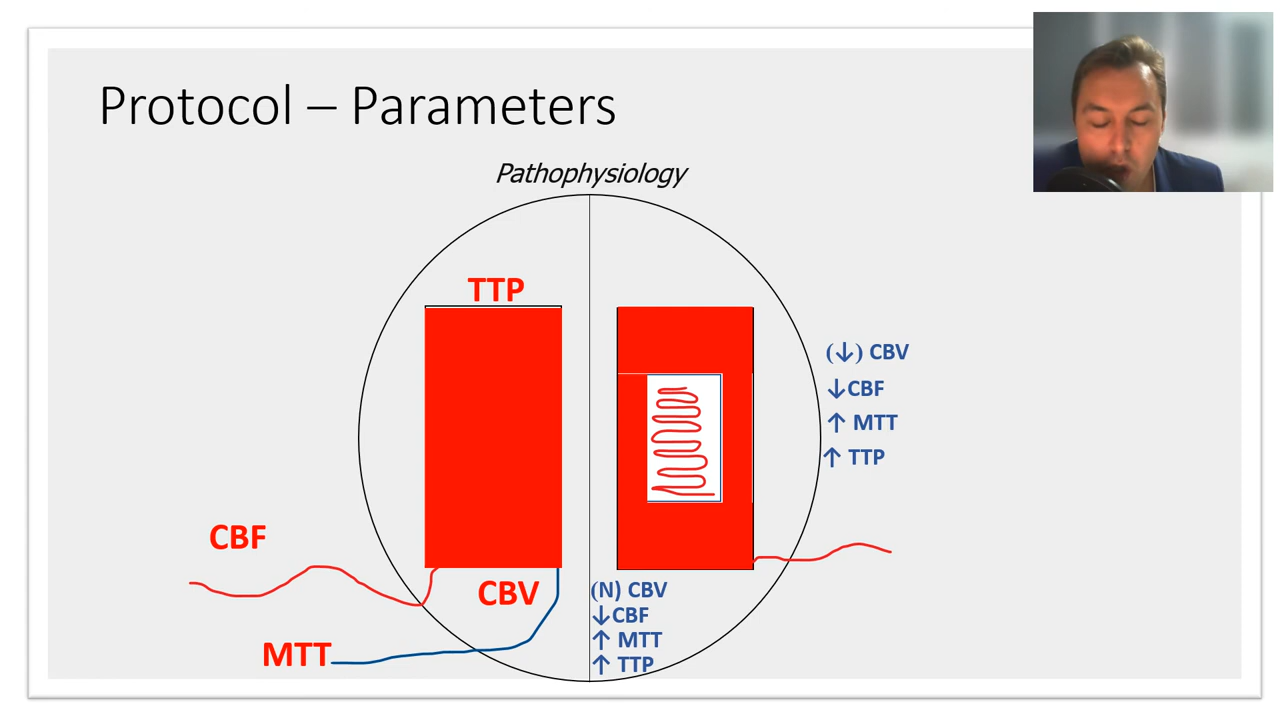 Protocol – Parameters
Pathophysiology
TTP
(↓) CBV
↓CBF
↑ MTT
↑ TTP
CBF
CBV
MTT
(N) CBV
↓CBF
↑ MTT
↑ TTP